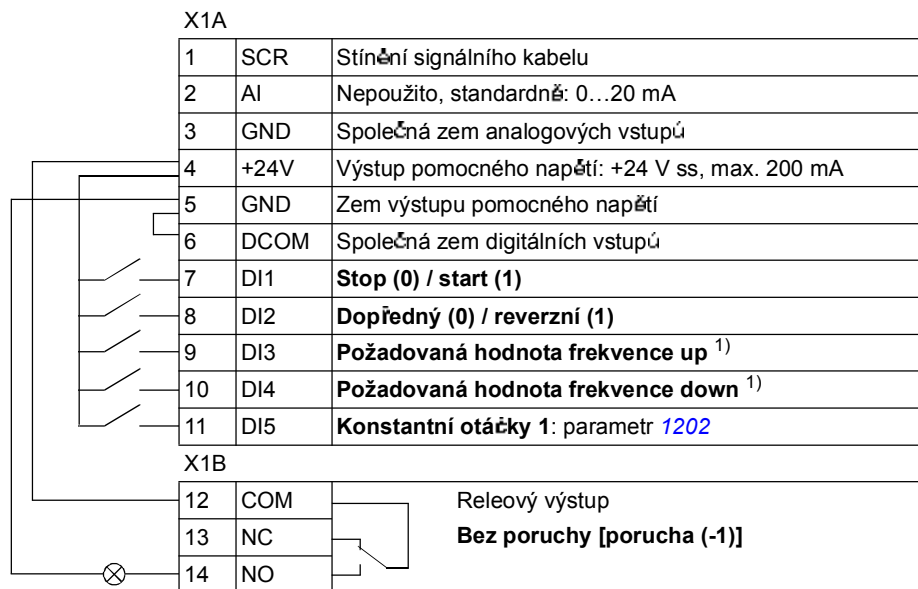 X1A
1 SCR Stínění signálního kabelu
2 AI Nepoužito, standardně: 0…20 mA
3 GND Společná zem analogových vstupů
4 +24V Výstup pomocného napětí: +24 V ss, max. 200 mA
5 GND Zem výstupu pomocného napětí
6 DCOM Společná zem digitálních vstupů
7 DI1 Stop (0) / start (1)
8 DI2 Dopředný (0) / reverzní (1)
9 DI3 Požadovaná hodnota frekvence up 1)
10 DI4 Požadovaná hodnota frekvence down 1)
11 DI5 Konstantní otáčky 1: parametr 1202
X1B
12 COM Releový výstup
13 NC Bez poruchy [porucha (-1)]
14 NO